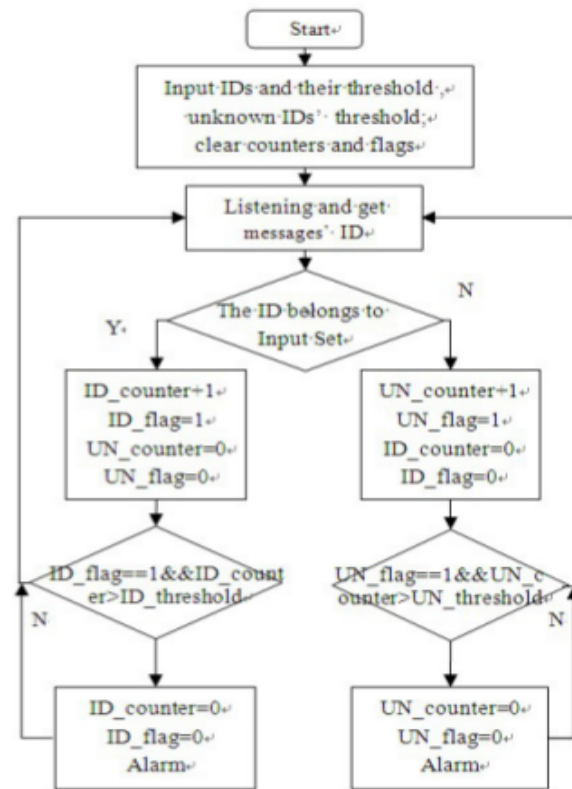 Start
Input IDs and their threshold ,
unknown IDs' threshold;
clear counters and flags
Listening and get
messages' ID
The ID belongs to
Input Set
Y
N
ID_counter+1
ID_flag=1
UN_counter=0
UN_flag=0
UN_counter+1
UN_flag=1
ID_counter=0
ID_flag=0
ID_flag==1&&ID_count
er>ID_threshold
UN_flag==1&&UN_c
ounter>UN_threshold
N
N
ID_counter=0
ID_flag=0
Alarm
UN_counter=0
UN_flag=0
Alarm